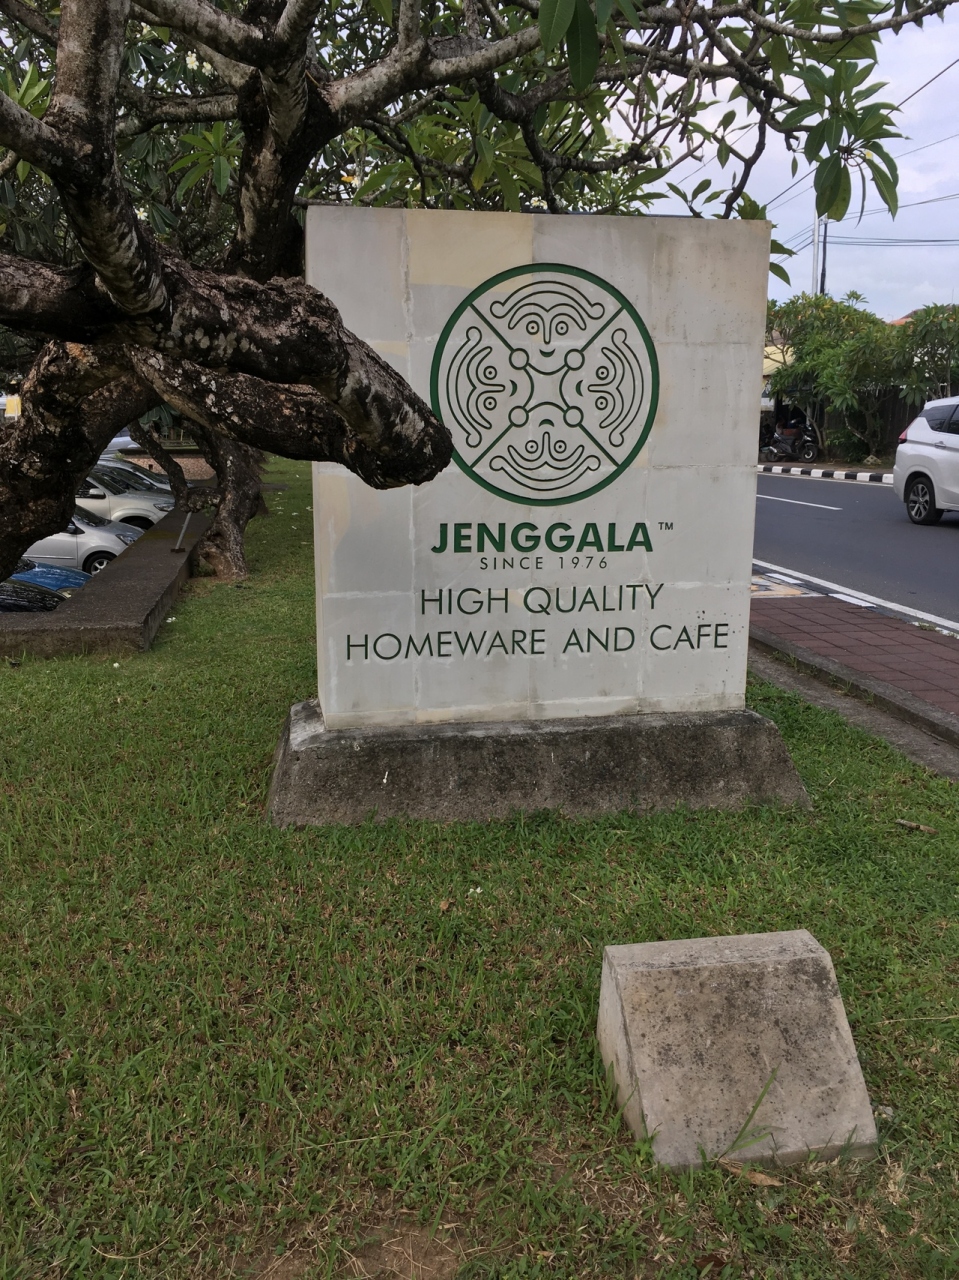 JENGGALA™
SINCE 1976
HIGH QUALITY
HOMEWARE AND CAFE